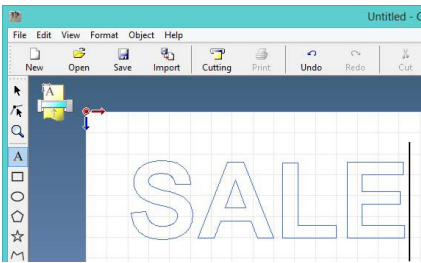 Untitled - C
File Edit View Format Object Help
New Open Save Import Cutting Print Undo Redo Cut
A
A
SALE